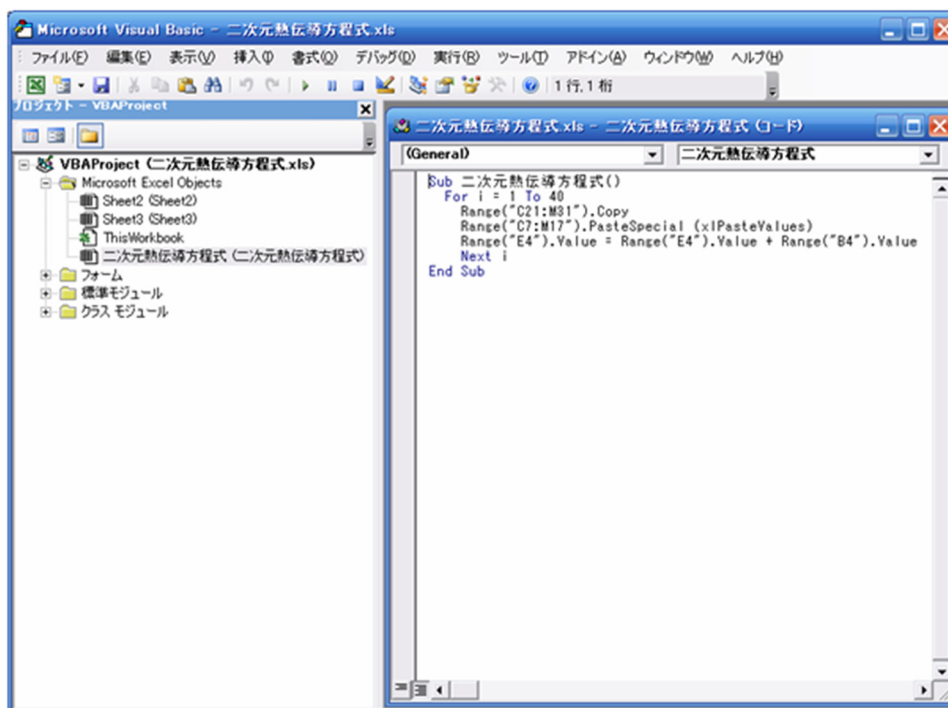 Microsoft Visual Basic - 二次元熱伝導方程式.xls
ファイル(F) 編集(E) 表示(V) 挿入(I) 書式(O) デバッグ(D) 実行(R) ツール(T) アドイン(A) ウィンドウ(W) ヘルプ(H)
1 行, 1 桁
プロジェクト - VBAProject
VBAProject (二次元熱伝導方程式.xls)
Microsoft Excel Objects
Sheet2 (Sheet2)
Sheet3 (Sheet3)
ThisWorkbook
二次元熱伝導方程式 (二次元熱伝導方程式)
フォーム
標準モジュール
クラス モジュール
二次元熱伝導方程式.xls - 二次元熱伝導方程式 (コード)
(General) 二次元熱伝導方程式
Sub 二次元熱伝導方程式()
For i = 1 To 40
Range("C21:M31").Copy
Range("C7:M17").PasteSpecial (xlPasteValues)
Range("E4").Value = Range("E4").Value + Range("B4").Value
Next i
End Sub